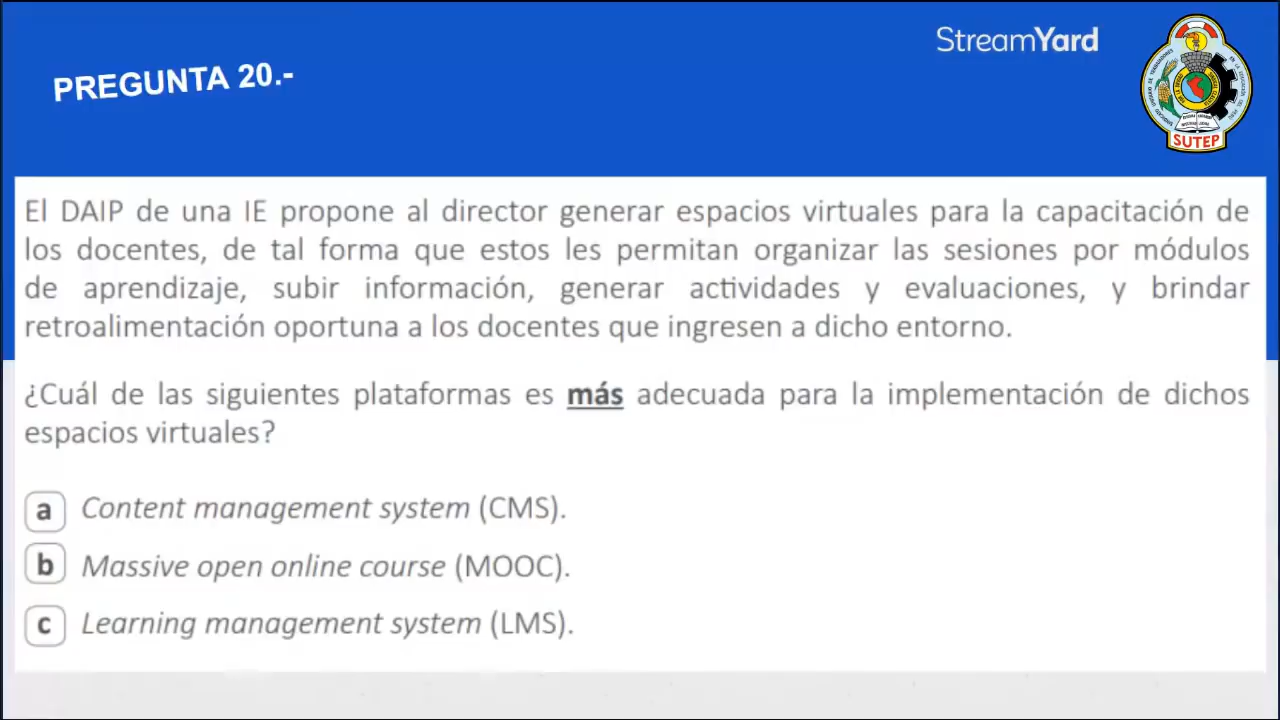 StreamYard
PREGUNTA 20.-
SUTEP
El DAIP de una IE propone al director generar espacios virtuales para la capacitación de
los docentes, de tal forma que estos les permitan organizar las sesiones por módulos
de aprendizaje, subir información, generar actividades y evaluaciones, y brindar
retroalimentación oportuna a los docentes que ingresen a dicho entorno.
¿Cuál de las siguientes plataformas es más adecuada para la implementación de dichos
espacios virtuales?
a Content management system (CMS).
b Massive open online course (MOOC).
c Learning management system (LMS).